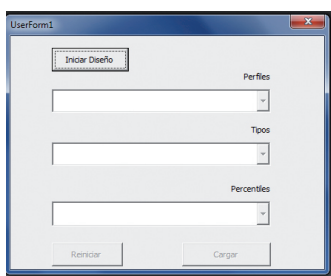 UserForm1
Iniciar Diseño
Perfiles
Tipos
Percentiles
Reiniciar
Cargar